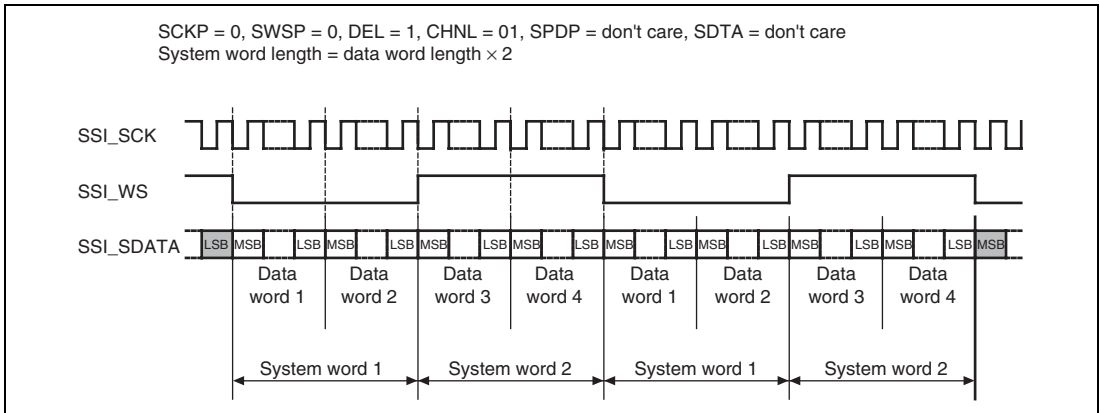 SCKP = 0, SWSP = 0, DEL = 1, CHNL = 01, SPDP = don't care, SDTA = don't care
System word length = data word length × 2
SSI_SCK
SSI_WS
SSI_SDATA LSB MSB LSB MSB LSB MSB LSB MSB LSB MSB LSB MSB LSB MSB LSB MSB LSB MSB
Data word 1
Data word 2
Data word 3
Data word 4
Data word 1
Data word 2
Data word 3
Data word 4
System word 1 System word 2 System word 1 System word 2